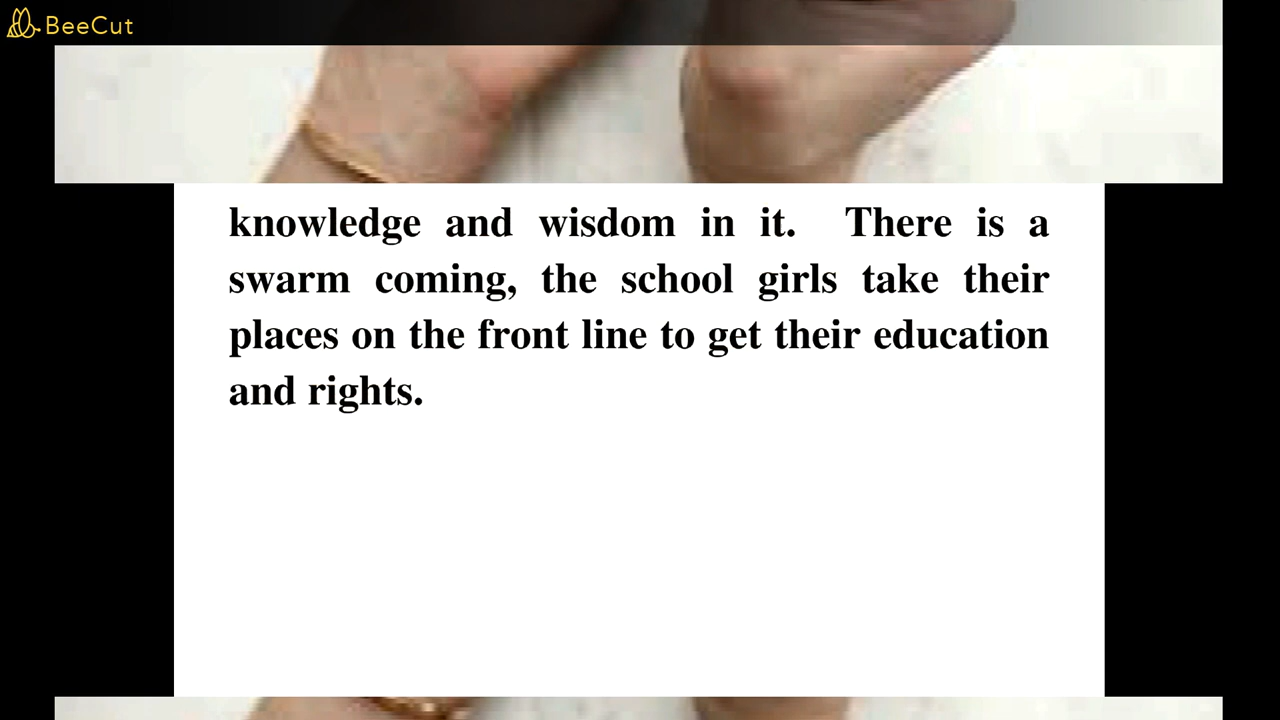 BeeCut
knowledge and wisdom in it. There is a
swarm coming, the school girls take their
places on the front line to get their education
and rights.